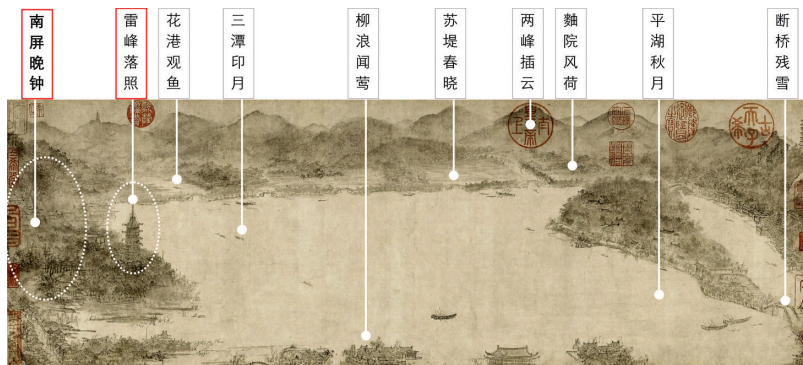 南屏晚钟
雷峰落照
花港观鱼
三潭印月
柳浪闻莺
苏堤春晓
两峰插云
麯院风荷
平湖秋月
断桥残雪